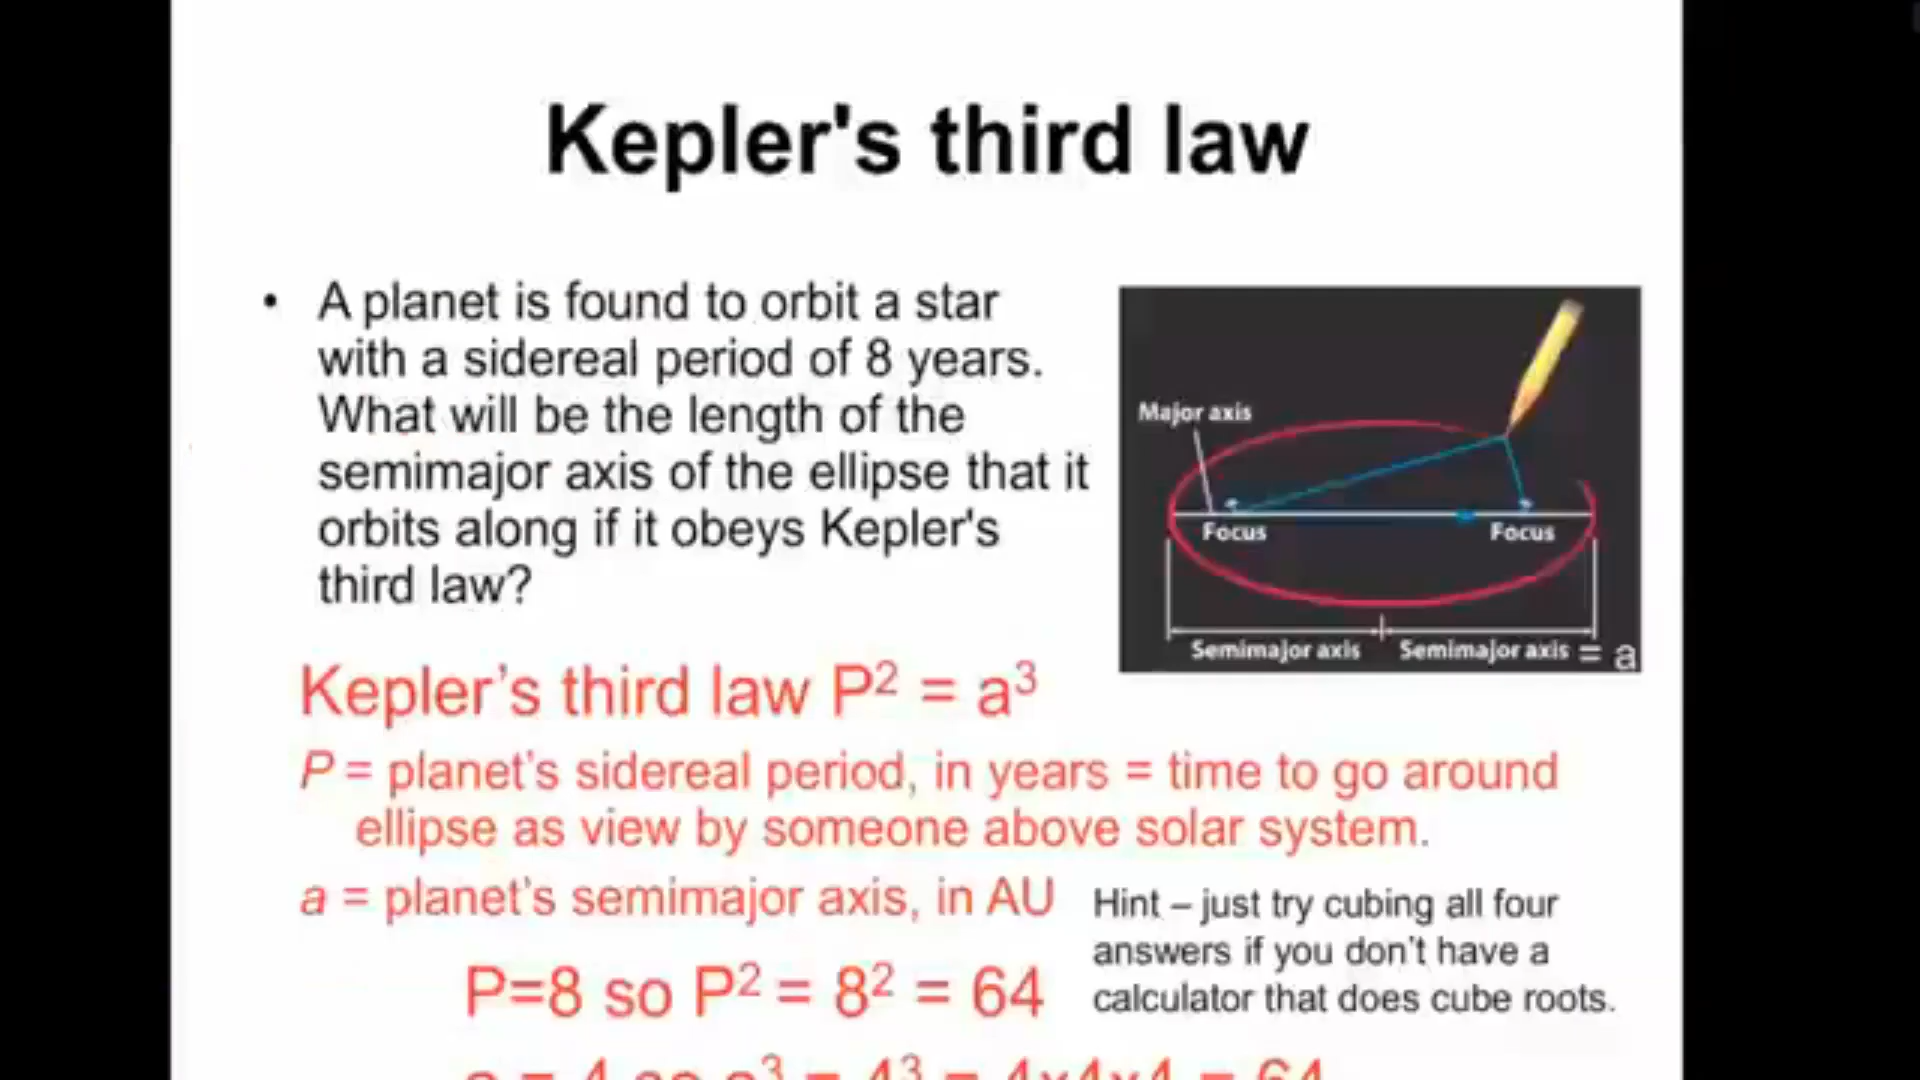 Kepler's third law
• A planet is found to orbit a star
with a sidereal period of 8 years.
What will be the length of the
semimajor axis of the ellipse that it
orbits along if it obeys Kepler's
third law?
Major axis
Focus
Focus
Semimajor axis
Semimajor axis = a
Kepler’s third law P² = a³
P = planet’s sidereal period, in years = time to go around
ellipse as view by someone above solar system.
a = planet’s semimajor axis, in AU
Hint – just try cubing all four
answers if you don’t have a
calculator that does cube roots.
P=8 so P² = 8² = 64
a = 4 so a³ = 4³ = 4x4x4 = 64